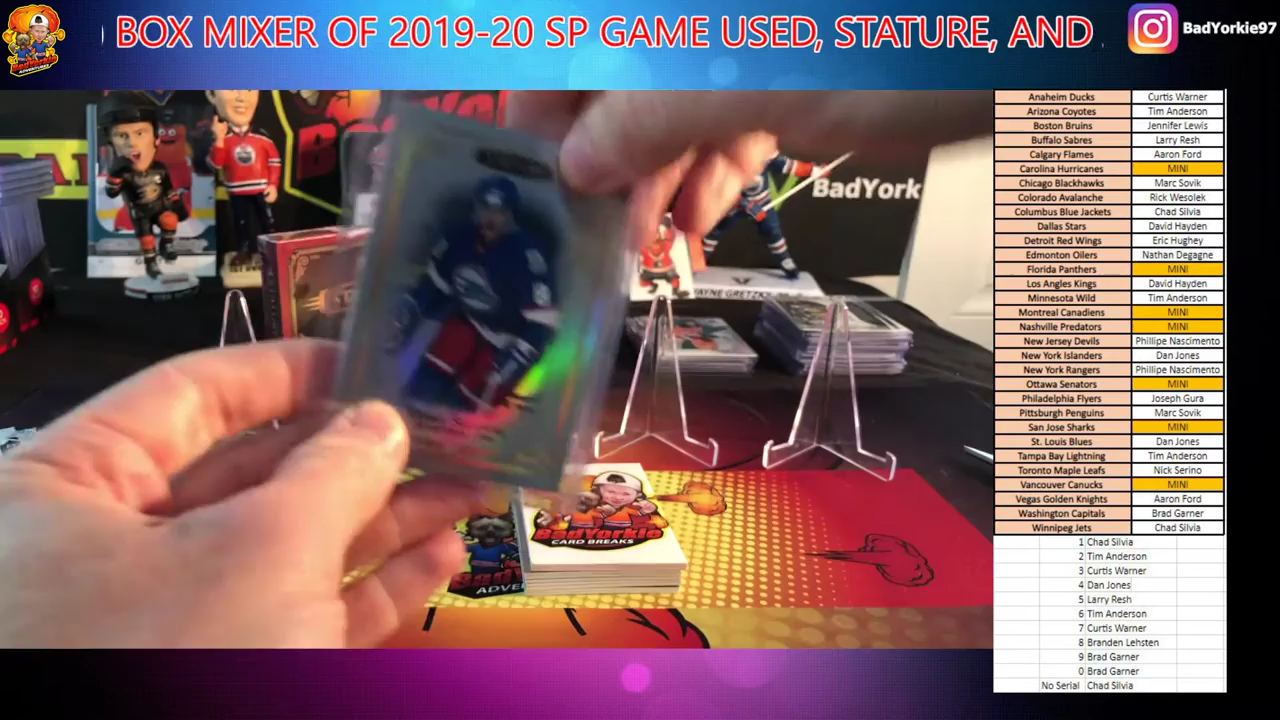 BOX MIXER OF 2019-20 SP GAME USED, STATURE, AND
BadYorkie97
BadYork
AYNE GRETZKY
BadYorkie
CARD BREAKS
ADVE
Anaheim Ducks Curtis Warner
Arizona Coyotes Tim Anderson
Boston Bruins Jennifer Lewis
Buffalo Sabres Larry Resh
Calgary Flames Aaron Ford
Carolina Hurricanes MINI
Chicago Blackhawks Marc Sovik
Colorado Avalanche Rick Wesolek
Columbus Blue Jackets Chad Silvia
Dallas Stars David Hayden
Detroit Red Wings Eric Hughey
Edmonton Oilers Nathan Degagne
Florida Panthers MINI
Los Angles Kings David Hayden
Minnesota Wild Tim Anderson
Montreal Canadiens MINI
Nashville Predators MINI
New Jersey Devils Phillipe Nascimento
New York Islanders Dan Jones
New York Rangers Phillipe Nascimento
Ottawa Senators MINI
Philadelphia Flyers Joseph Gura
Pittsburgh Penguins Marc Sovik
San Jose Sharks MINI
St. Louis Blues Dan Jones
Tampa Bay Lightning Tim Anderson
Toronto Maple Leafs Nick Serino
Vancouver Canucks MINI
Vegas Golden Knights Aaron Ford
Washington Capitals Brad Garner
Winnipeg Jets Chad Silvia
1 Chad Silvia
2 Tim Anderson
3 Curtis Warner
4 Dan Jones
5 Larry Resh
6 Tim Anderson
7 Curtis Warner
8 Branden Lehsten
9 Brad Garner
0 Brad Garner
No Serial Chad Silvia